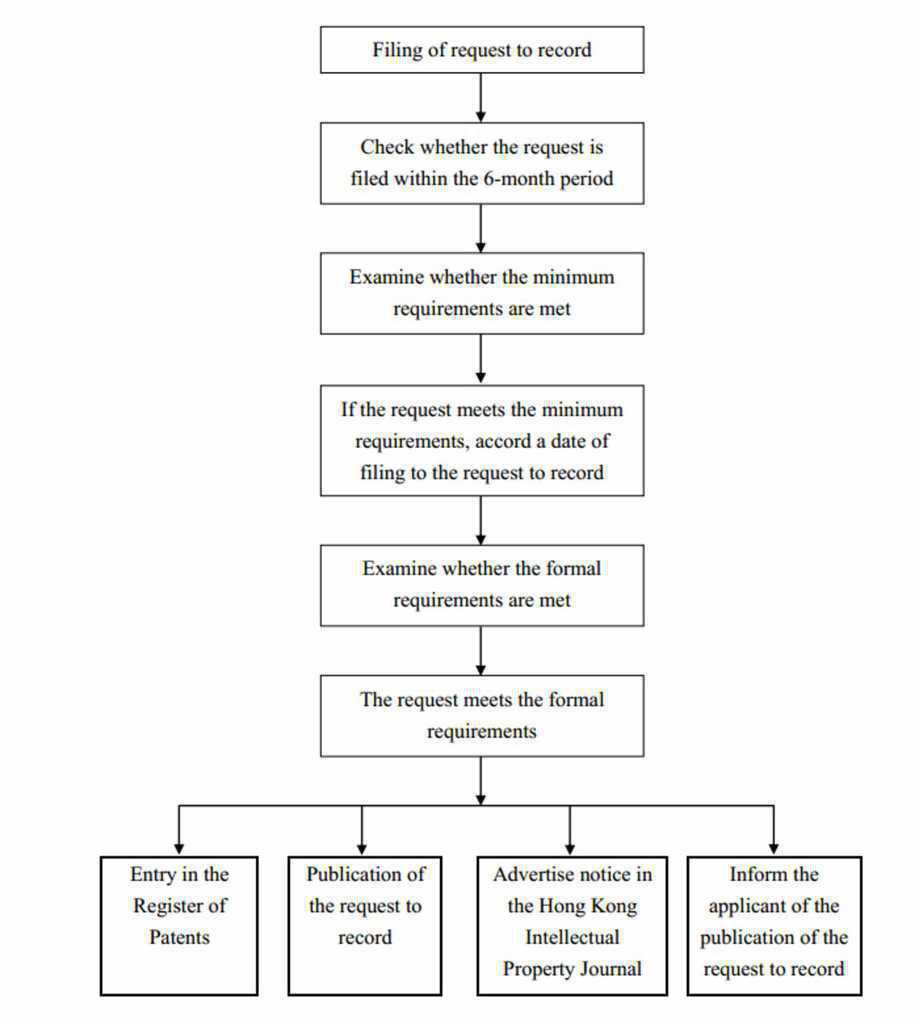 Filing of request to record
Check whether the request is
filed within the 6-month period
Examine whether the minimum
requirements are met
If the request meets the minimum
requirements, accord a date of
filing to the request to record
Examine whether the formal
requirements are met
The request meets the formal
requirements
Entry in the
Register of
Patents
Publication of
the request to
record
Advertise notice in
the Hong Kong
Intellectual
Property Journal
Inform the
applicant of the
publication of the
request to record